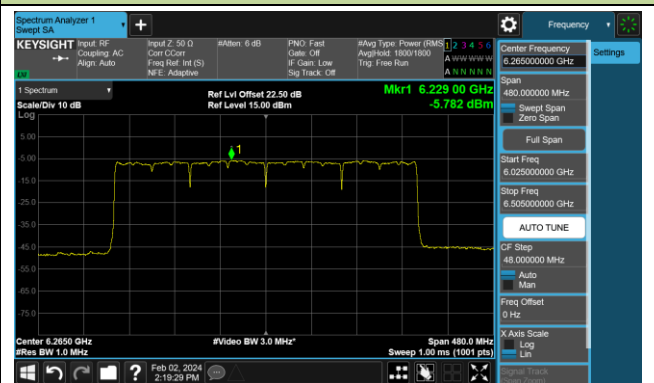 Spectrum Analyzer 1
Swept SA
+
Frequency
KEYSIGHT
Input: RF
Coupling: AC
Align: Auto
Input Z: 50 Ω
Corr CCorr
Freq Ref: Int (S)
NFE: Adaptive
#Atten: 6 dB
PNO: Fast
Gate: Off
IF Gain: Low
Sig Track: Off
#Avg Type: Power (RMS
Avg|Hold: 1800/1800
Trig: Free Run
1 2 3 4 5 6
A W W W W W
A N N N N N
LXI
1 Spectrum
Scale/Div 10 dB
Log
Ref Lvl Offset 22.50 dB
Ref Level 15.00 dBm
Mkr1 6.229 00 GHz
-5.782 dBm
1
5.00
-5.00
-15.0
-25.0
-35.0
-45.0
-55.0
-65.0
-75.0
Center 6.2650 GHz
#Res BW 1.0 MHz
#Video BW 3.0 MHz*
Span 480.0 MHz
Sweep 1.00 ms (1001 pts)
Center Frequency
6.265000000 GHz
Settings
Span
480.000000 MHz
Swept Span
Zero Span
Full Span
Start Freq
6.025000000 GHz
Stop Freq
6.505000000 GHz
AUTO TUNE
CF Step
48.000000 MHz
Auto
Man
Freq Offset
0 Hz
X Axis Scale
Log
Lin
Signal Track
(Span Zoom)
?
Feb 02, 2024
2:19:29 PM